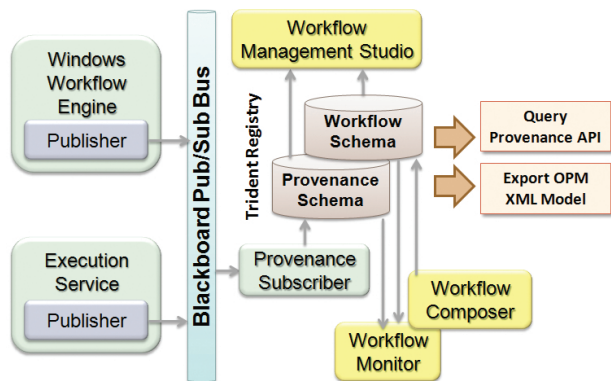 Windows
Workflow
Engine
Publisher
Execution
Service
Publisher
Blackboard Pub/Sub Bus
Workflow
Management Studio
Trident Registry
Workflow
Schema
Provenance
Schema
Provenance
Subscriber
Workflow
Composer
Workflow
Monitor
Query
Provenance API
Export OPM
XML Model